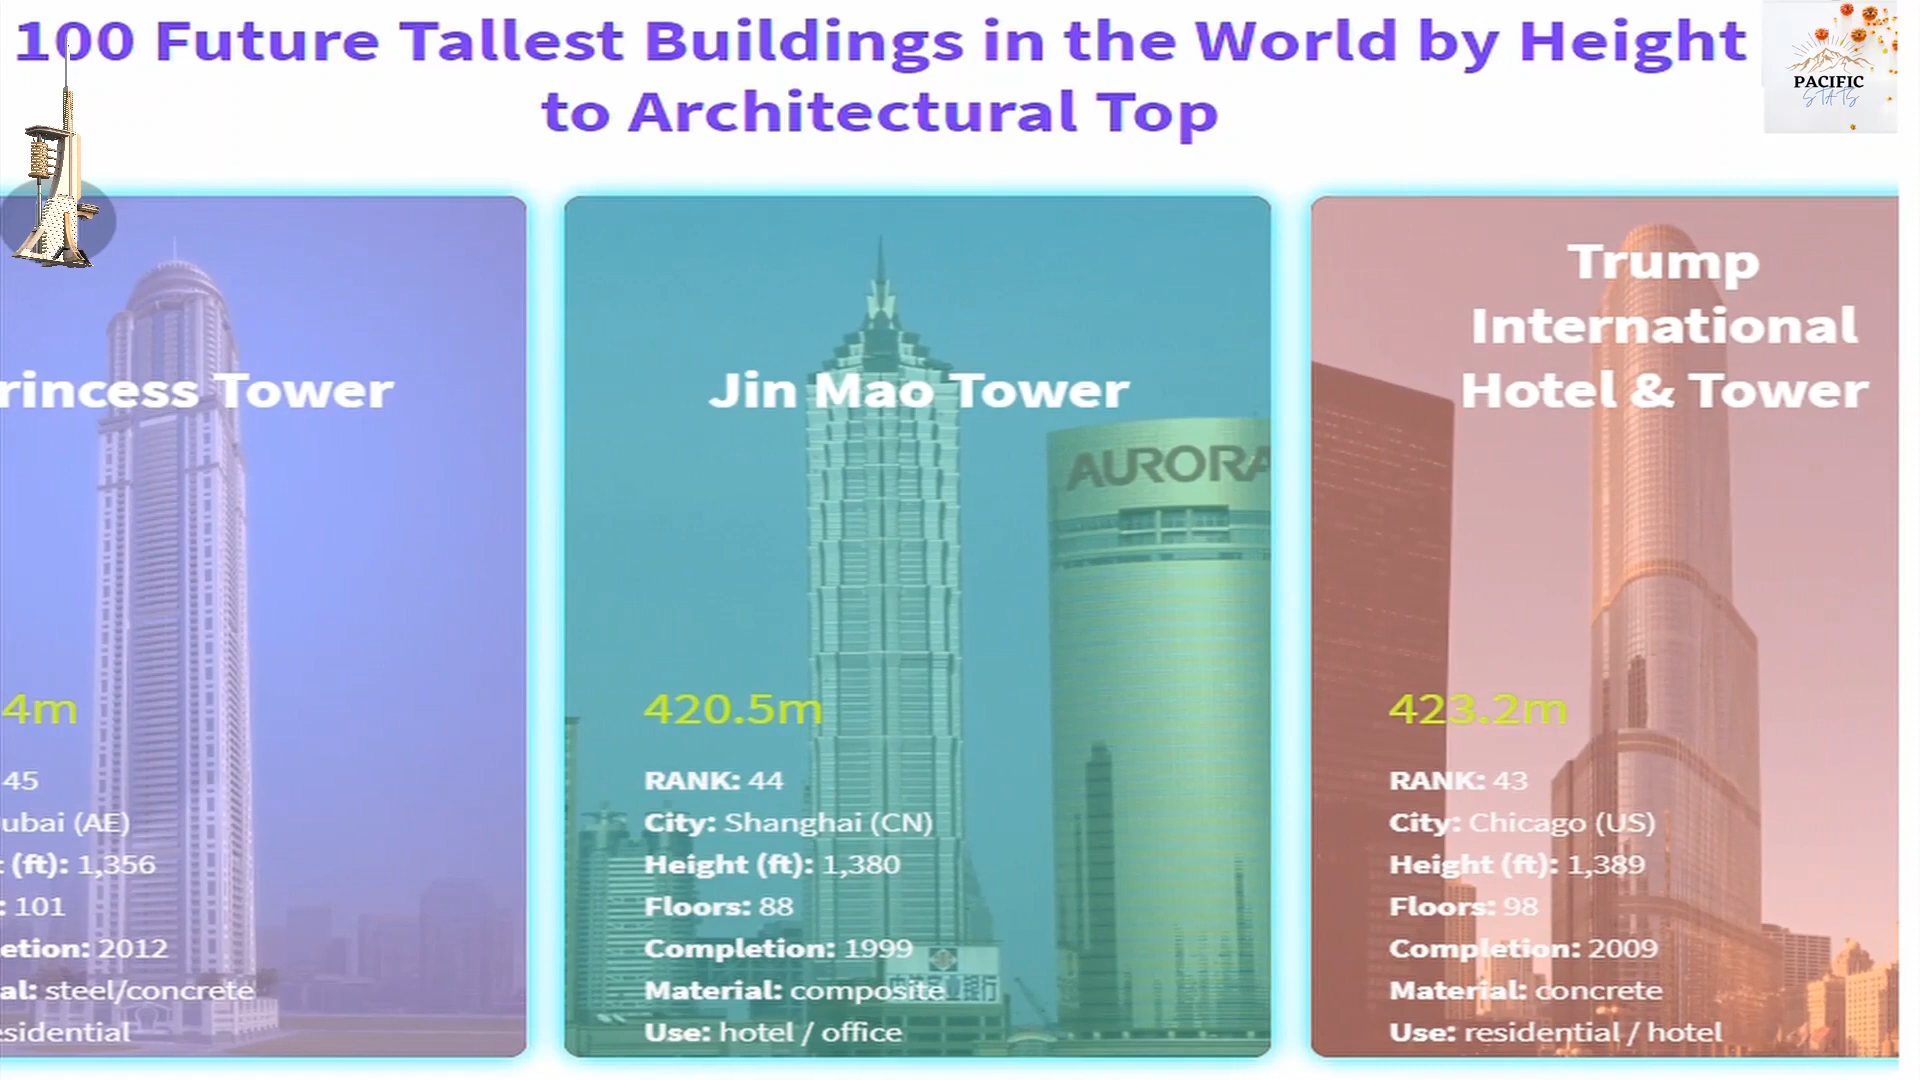 100 Future Tallest Buildings in the World by Height
to Architectural Top
PACIFIC
STATS
rincess Tower
4m
45
ubai (AE)
(ft): 1,356
: 101
etion: 2012
al: steel/concrete
esidential
Jin Mao Tower
AURORA
420.5m
RANK: 44
City: Shanghai (CN)
Height (ft): 1,380
Floors: 88
Completion: 1999
Material: composite
Use: hotel / office
Trump
International
Hotel & Tower
423.2m
RANK: 43
City: Chicago (US)
Height (ft): 1,389
Floors: 98
Completion: 2009
Material: concrete
Use: residential / hotel